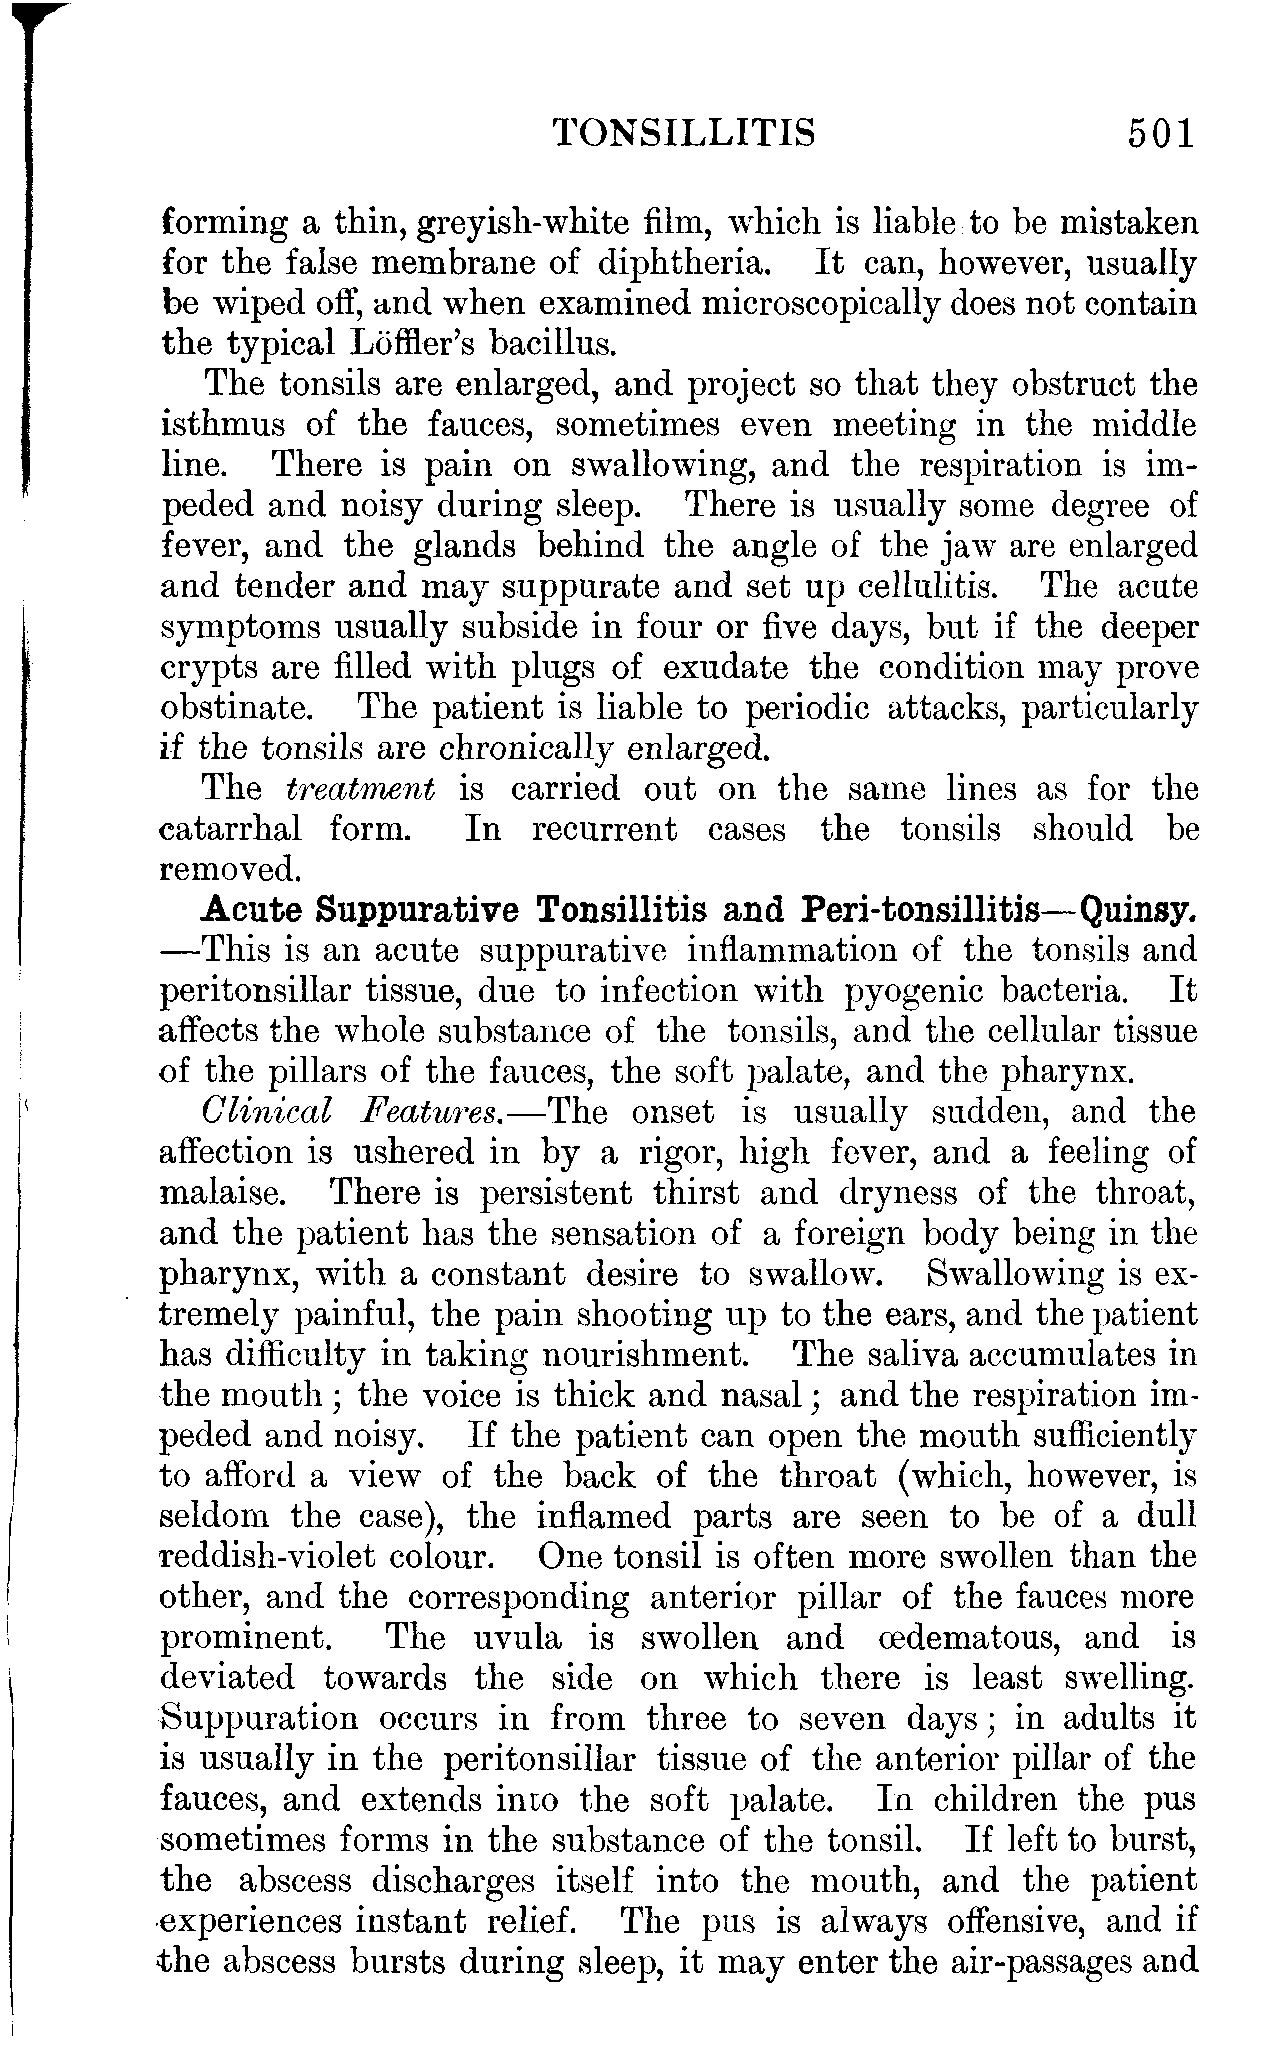 TONSILLITIS 501
forming a thin, greyish-white film, which is liable to be mistaken
for the false membrane of diphtheria. It can, however, usually
be wiped off, and when examined microscopically does not contain
the typical Löffler's bacillus.
The tonsils are enlarged, and project so that they obstruct the
isthmus of the fauces, sometimes even meeting in the middle
line. There is pain on swallowing, and the respiration is im-
peded and noisy during sleep. There is usually some degree of
fever, and the glands behind the angle of the jaw are enlarged
and tender and may suppurate and set up cellulitis. The acute
symptoms usually subside in four or five days, but if the deeper
crypts are filled with plugs of exudate the condition may prove
obstinate. The patient is liable to periodic attacks, particularly
if the tonsils are chronically enlarged.
The treatment is carried out on the same lines as for the
catarrhal form. In recurrent cases the tonsils should be
removed.
Acute Suppurative Tonsillitis and Peri-tonsillitis—Quinsy.
—This is an acute suppurative inflammation of the tonsils and
peritonsillar tissue, due to infection with pyogenic bacteria. It
affects the whole substance of the tonsils, and the cellular tissue
of the pillars of the fauces, the soft palate, and the pharynx.
Clinical Features.—The onset is usually sudden, and the
affection is ushered in by a rigor, high fever, and a feeling of
malaise. There is persistent thirst and dryness of the throat,
and the patient has the sensation of a foreign body being in the
pharynx, with a constant desire to swallow. Swallowing is ex-
tremely painful, the pain shooting up to the ears, and the patient
has difficulty in taking nourishment. The saliva accumulates in
the mouth; the voice is thick and nasal; and the respiration im-
peded and noisy. If the patient can open the mouth sufficiently
to afford a view of the back of the throat (which, however, is
seldom the case), the inflamed parts are seen to be of a dull
reddish-violet colour. One tonsil is often more swollen than the
other, and the corresponding anterior pillar of the fauces more
prominent. The uvula is swollen and œdematous, and is
deviated towards the side on which there is least swelling.
Suppuration occurs in from three to seven days; in adults it
is usually in the peritonsillar tissue of the anterior pillar of the
fauces, and extends into the soft palate. In children the pus
sometimes forms in the substance of the tonsil. If left to burst,
the abscess discharges itself into the mouth, and the patient
experiences instant relief. The pus is always offensive, and if
the abscess bursts during sleep, it may enter the air-passages and